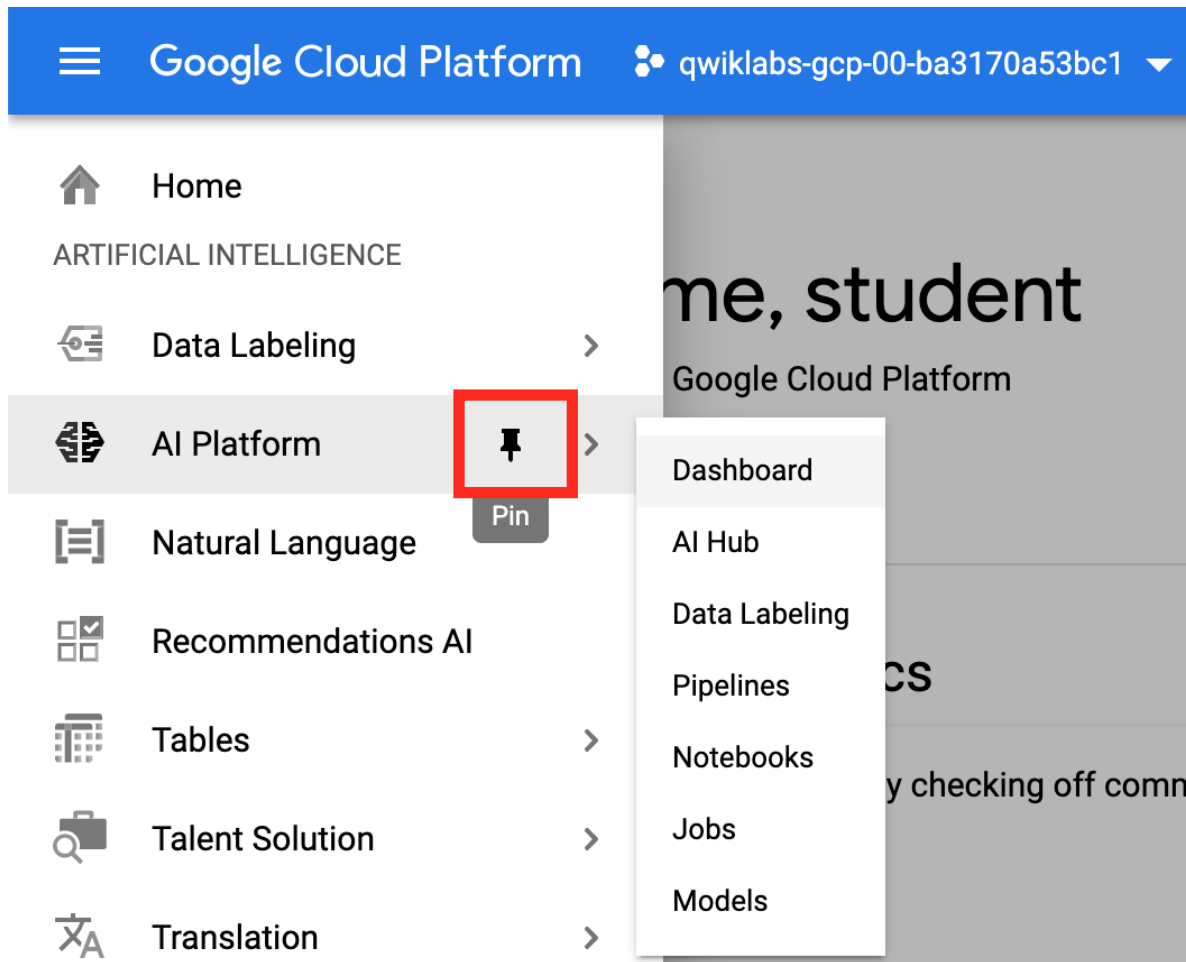 Google Cloud Platform
qwiklabs-gcp-00-ba3170a53bc1
Home
ARTIFICIAL INTELLIGENCE
Data Labeling
AI Platform
Pin
Natural Language
Recommendations AI
Tables
Talent Solution
Translation
Dashboard
AI Hub
Data Labeling
Pipelines
Notebooks
Jobs
Models
me, student
Google Cloud Platform
cs
y checking off